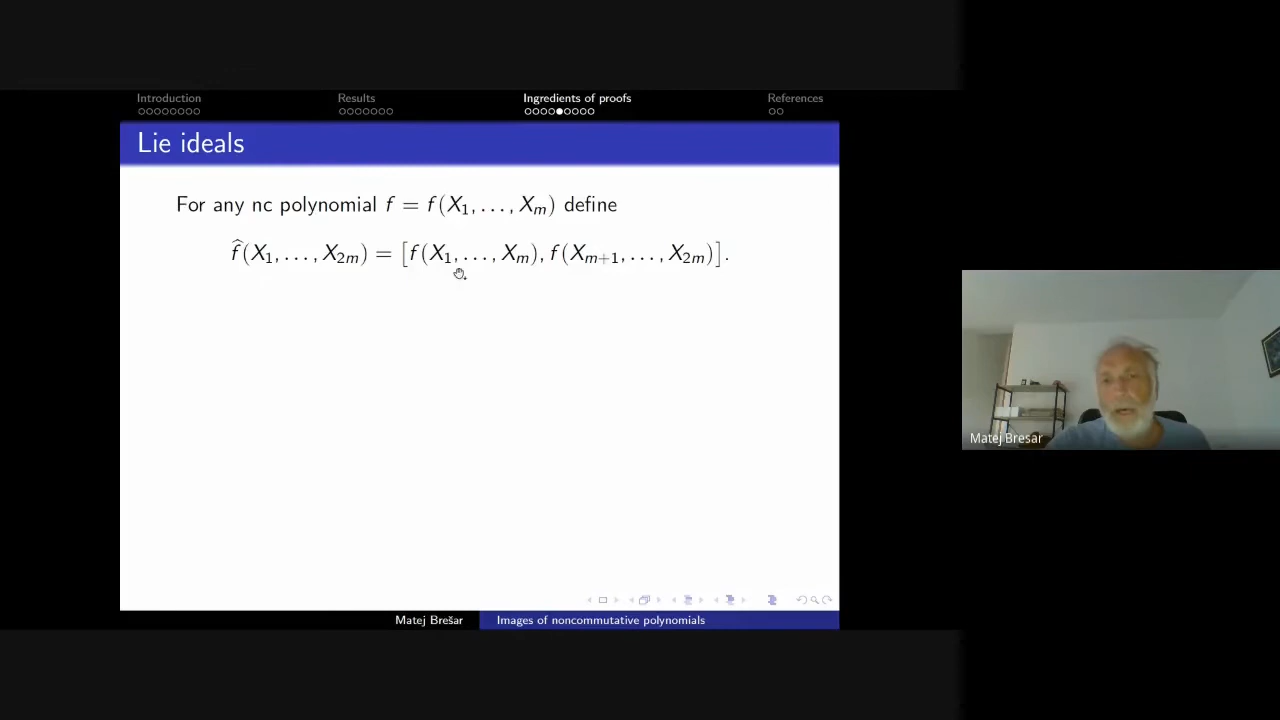 Introduction Results Ingredients of proofs References
Lie ideals
For any nc polynomial f = f(X₁, . . . , Xₘ) define
f̂(X₁, . . . , X₂ₘ) = [f(X₁, . . . , Xₘ), f(Xₘ₊₁, . . . , X₂ₘ)].
Matej Bresar
Matej Brešar Images of noncommutative polynomials